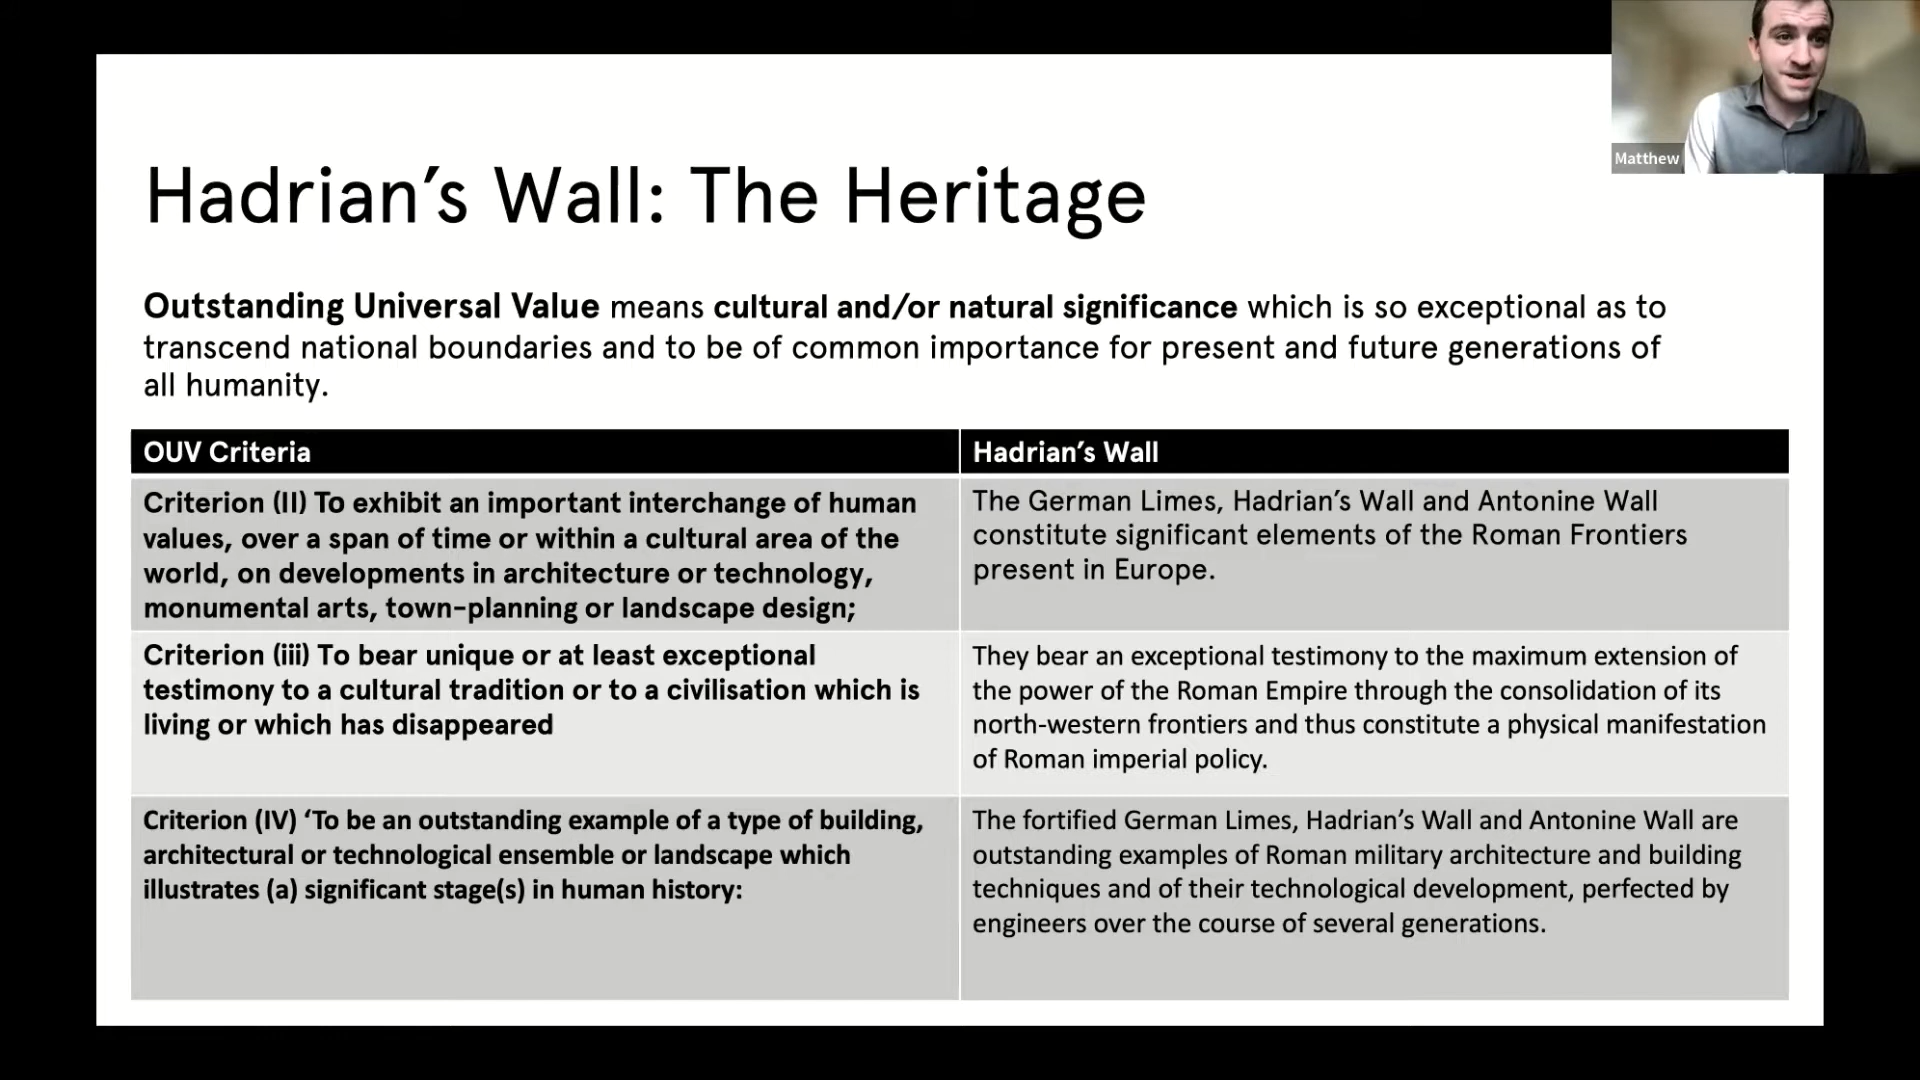 Matthew
Hadrian’s Wall: The Heritage
Outstanding Universal Value means cultural and/or natural significance which is so exceptional as to
transcend national boundaries and to be of common importance for present and future generations of
all humanity.
OUV Criteria
Hadrian’s Wall
Criterion (II) To exhibit an important interchange of human
values, over a span of time or within a cultural area of the
world, on developments in architecture or technology,
monumental arts, town-planning or landscape design;
The German Limes, Hadrian’s Wall and Antonine Wall
constitute significant elements of the Roman Frontiers
present in Europe.
Criterion (iii) To bear unique or at least exceptional
testimony to a cultural tradition or to a civilisation which is
living or which has disappeared
They bear an exceptional testimony to the maximum extension of
the power of the Roman Empire through the consolidation of its
north-western frontiers and thus constitute a physical manifestation
of Roman imperial policy.
Criterion (IV) ‘To be an outstanding example of a type of building,
architectural or technological ensemble or landscape which
illustrates (a) significant stage(s) in human history:
The fortified German Limes, Hadrian’s Wall and Antonine Wall are
outstanding examples of Roman military architecture and building
techniques and of their technological development, perfected by
engineers over the course of several generations.